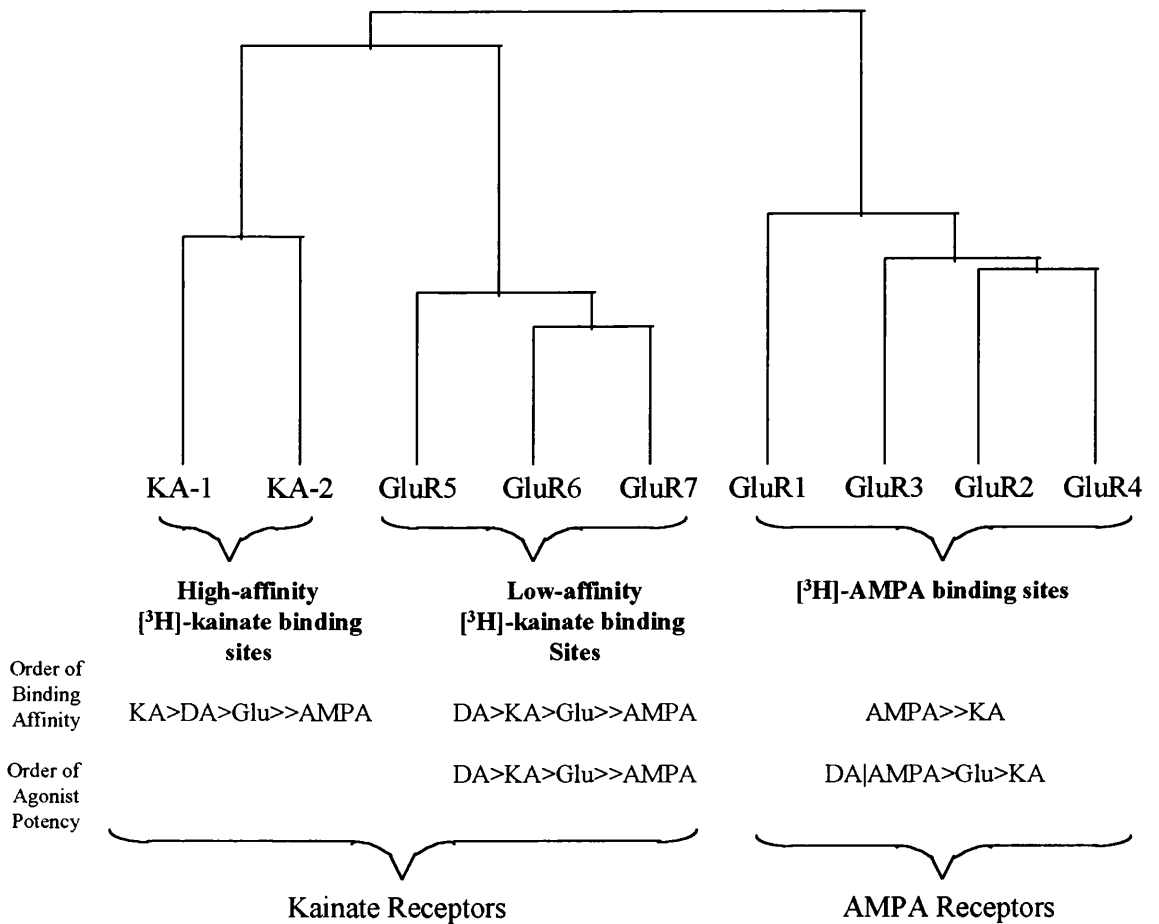 KA-1 KA-2 GluR5 GluR6 GluR7 GluR1 GluR3 GluR2 GluR4
High-affinity
[³H]-kainate binding
sites
Low-affinity
[³H]-kainate binding
Sites
[³H]-AMPA binding sites
Order of
Binding
Affinity
KA>DA>Glu>>AMPA DA>KA>Glu>>AMPA AMPA>>KA
Order of
Agonist
Potency
DA>KA>Glu>>AMPA DA|AMPA>Glu>KA
Kainate Receptors AMPA Receptors